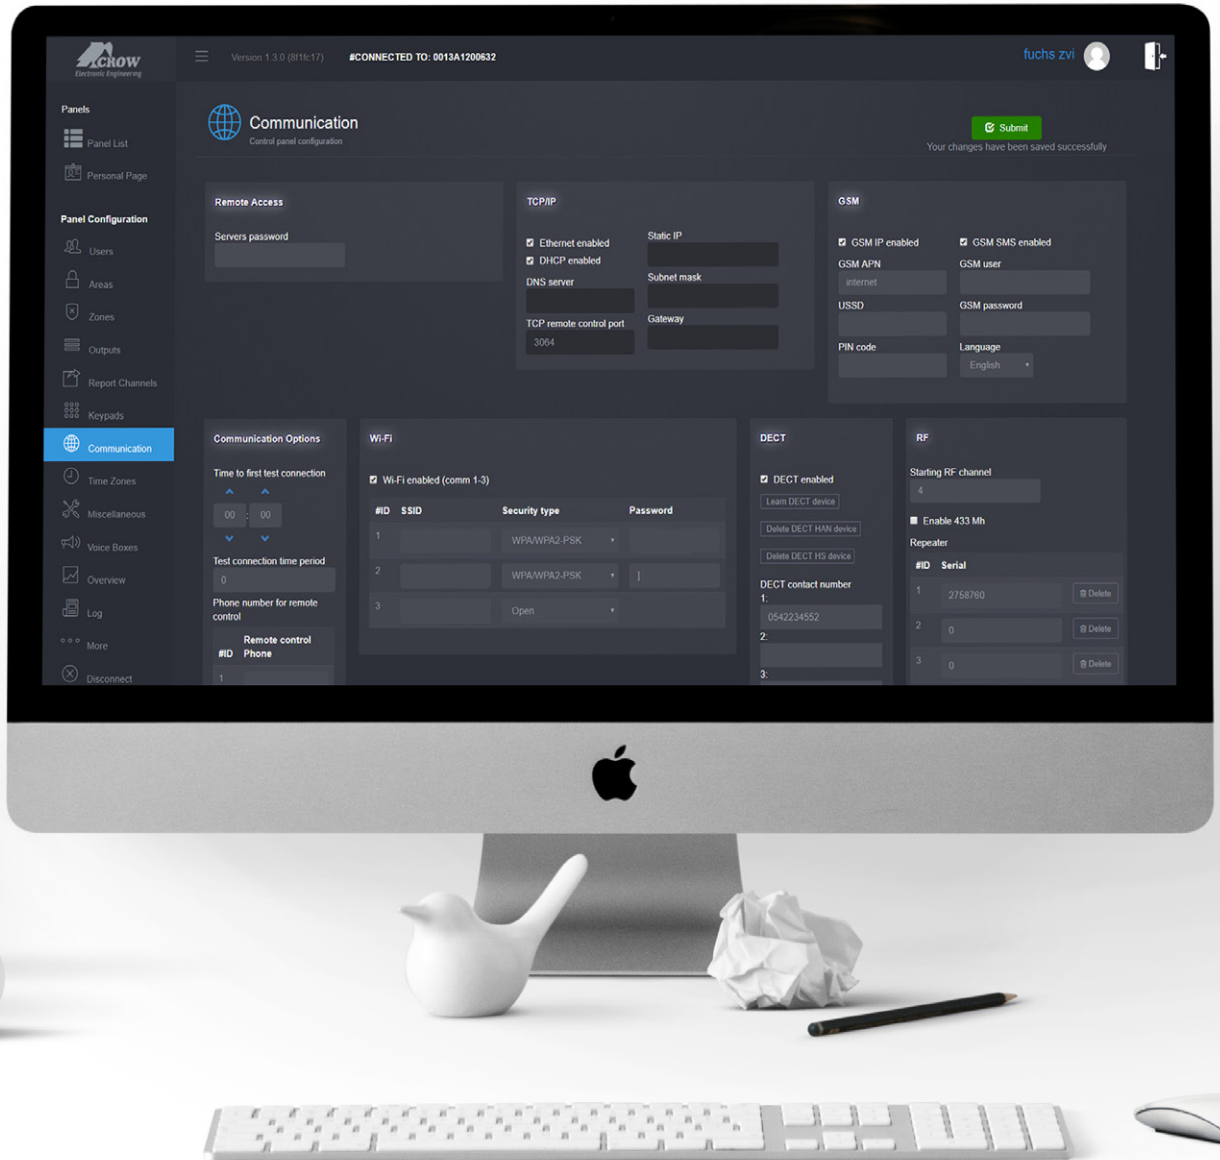 CROW
Electronic Engineering
Version 1.3.0 (8f1fc17)
#CONNECTED TO: 0013A1200632
fuchs zvi
Panels
Panel List
Personal Page
Panel Configuration
Users
Areas
Zones
Outputs
Report Channels
Keypads
Communication
Time Zones
Miscellaneous
Voice Boxes
Overview
Log
More
Disconnect
Communication
Control panel configuration
Submit
Your changes have been saved successfully
Remote Access
Servers password
TCP/IP
Ethernet enabled
DHCP enabled
DNS server
TCP remote control port
3064
Static IP
Subnet mask
Gateway
GSM
GSM IP enabled
GSM SMS enabled
GSM APN
internet
GSM user
USSD
GSM password
PIN code
Language
English
Communication Options
Time to first test connection
00 : 00
Test connection time period
0
Phone number for remote
control
#ID Remote control
Phone
1
Wi-Fi
Wi-Fi enabled (comm 1-3)
#ID SSID Security type Password
1 WPA/WPA2-PSK
2 WPA/WPA2-PSK
3 Open
DECT
DECT enabled
Learn DECT device
Delete DECT HAN device
Delete DECT HS device
DECT contact number
1:
0542234552
2:
3:
RF
Starting RF channel
4
Enable 433 Mh
Repeater
#ID Serial
1 2758760 Delete
2 0 Delete
3 0 Delete